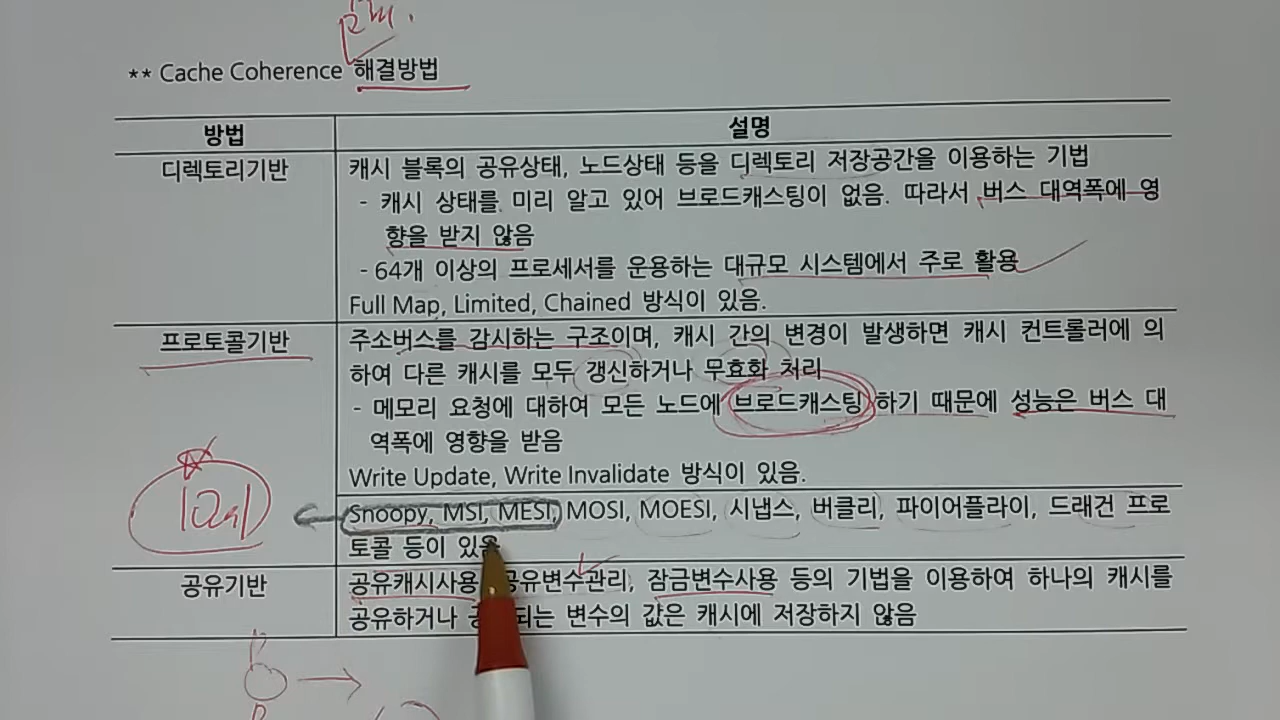 ** Cache Coherence 해결방법
방법 설명
디렉토리기반 캐시 블록의 공유상태, 노드상태 등을 디렉토리 저장공간을 이용하는 기법
- 캐시 상태를 미리 알고 있어 브로드캐스팅이 없음. 따라서 버스 대역폭에 영
향을 받지 않음
- 64개 이상의 프로세서를 운용하는 대규모 시스템에서 주로 활용
Full Map, Limited, Chained 방식이 있음.
프로토콜기반 주소버스를 감시하는 구조이며, 캐시 간의 변경이 발생하면 캐시 컨트롤러에 의
하여 다른 캐시를 모두 갱신하거나 무효화 처리
- 메모리 요청에 대하여 모든 노드에 브로드캐스팅 하기 때문에 성능은 버스 대
역폭에 영향을 받음
Write Update, Write Invalidate 방식이 있음.
Snoopy, MSI, MESI, MOSI, MOESI, 시냅스, 버클리, 파이어플라이, 드래건 프로
토콜 등이 있음
공유기반 공유캐시사용 공유변수관리, 잠금변수사용 등의 기법을 이용하여 하나의 캐시를
공유하거나 되는 변수의 값은 캐시에 저장하지 않음